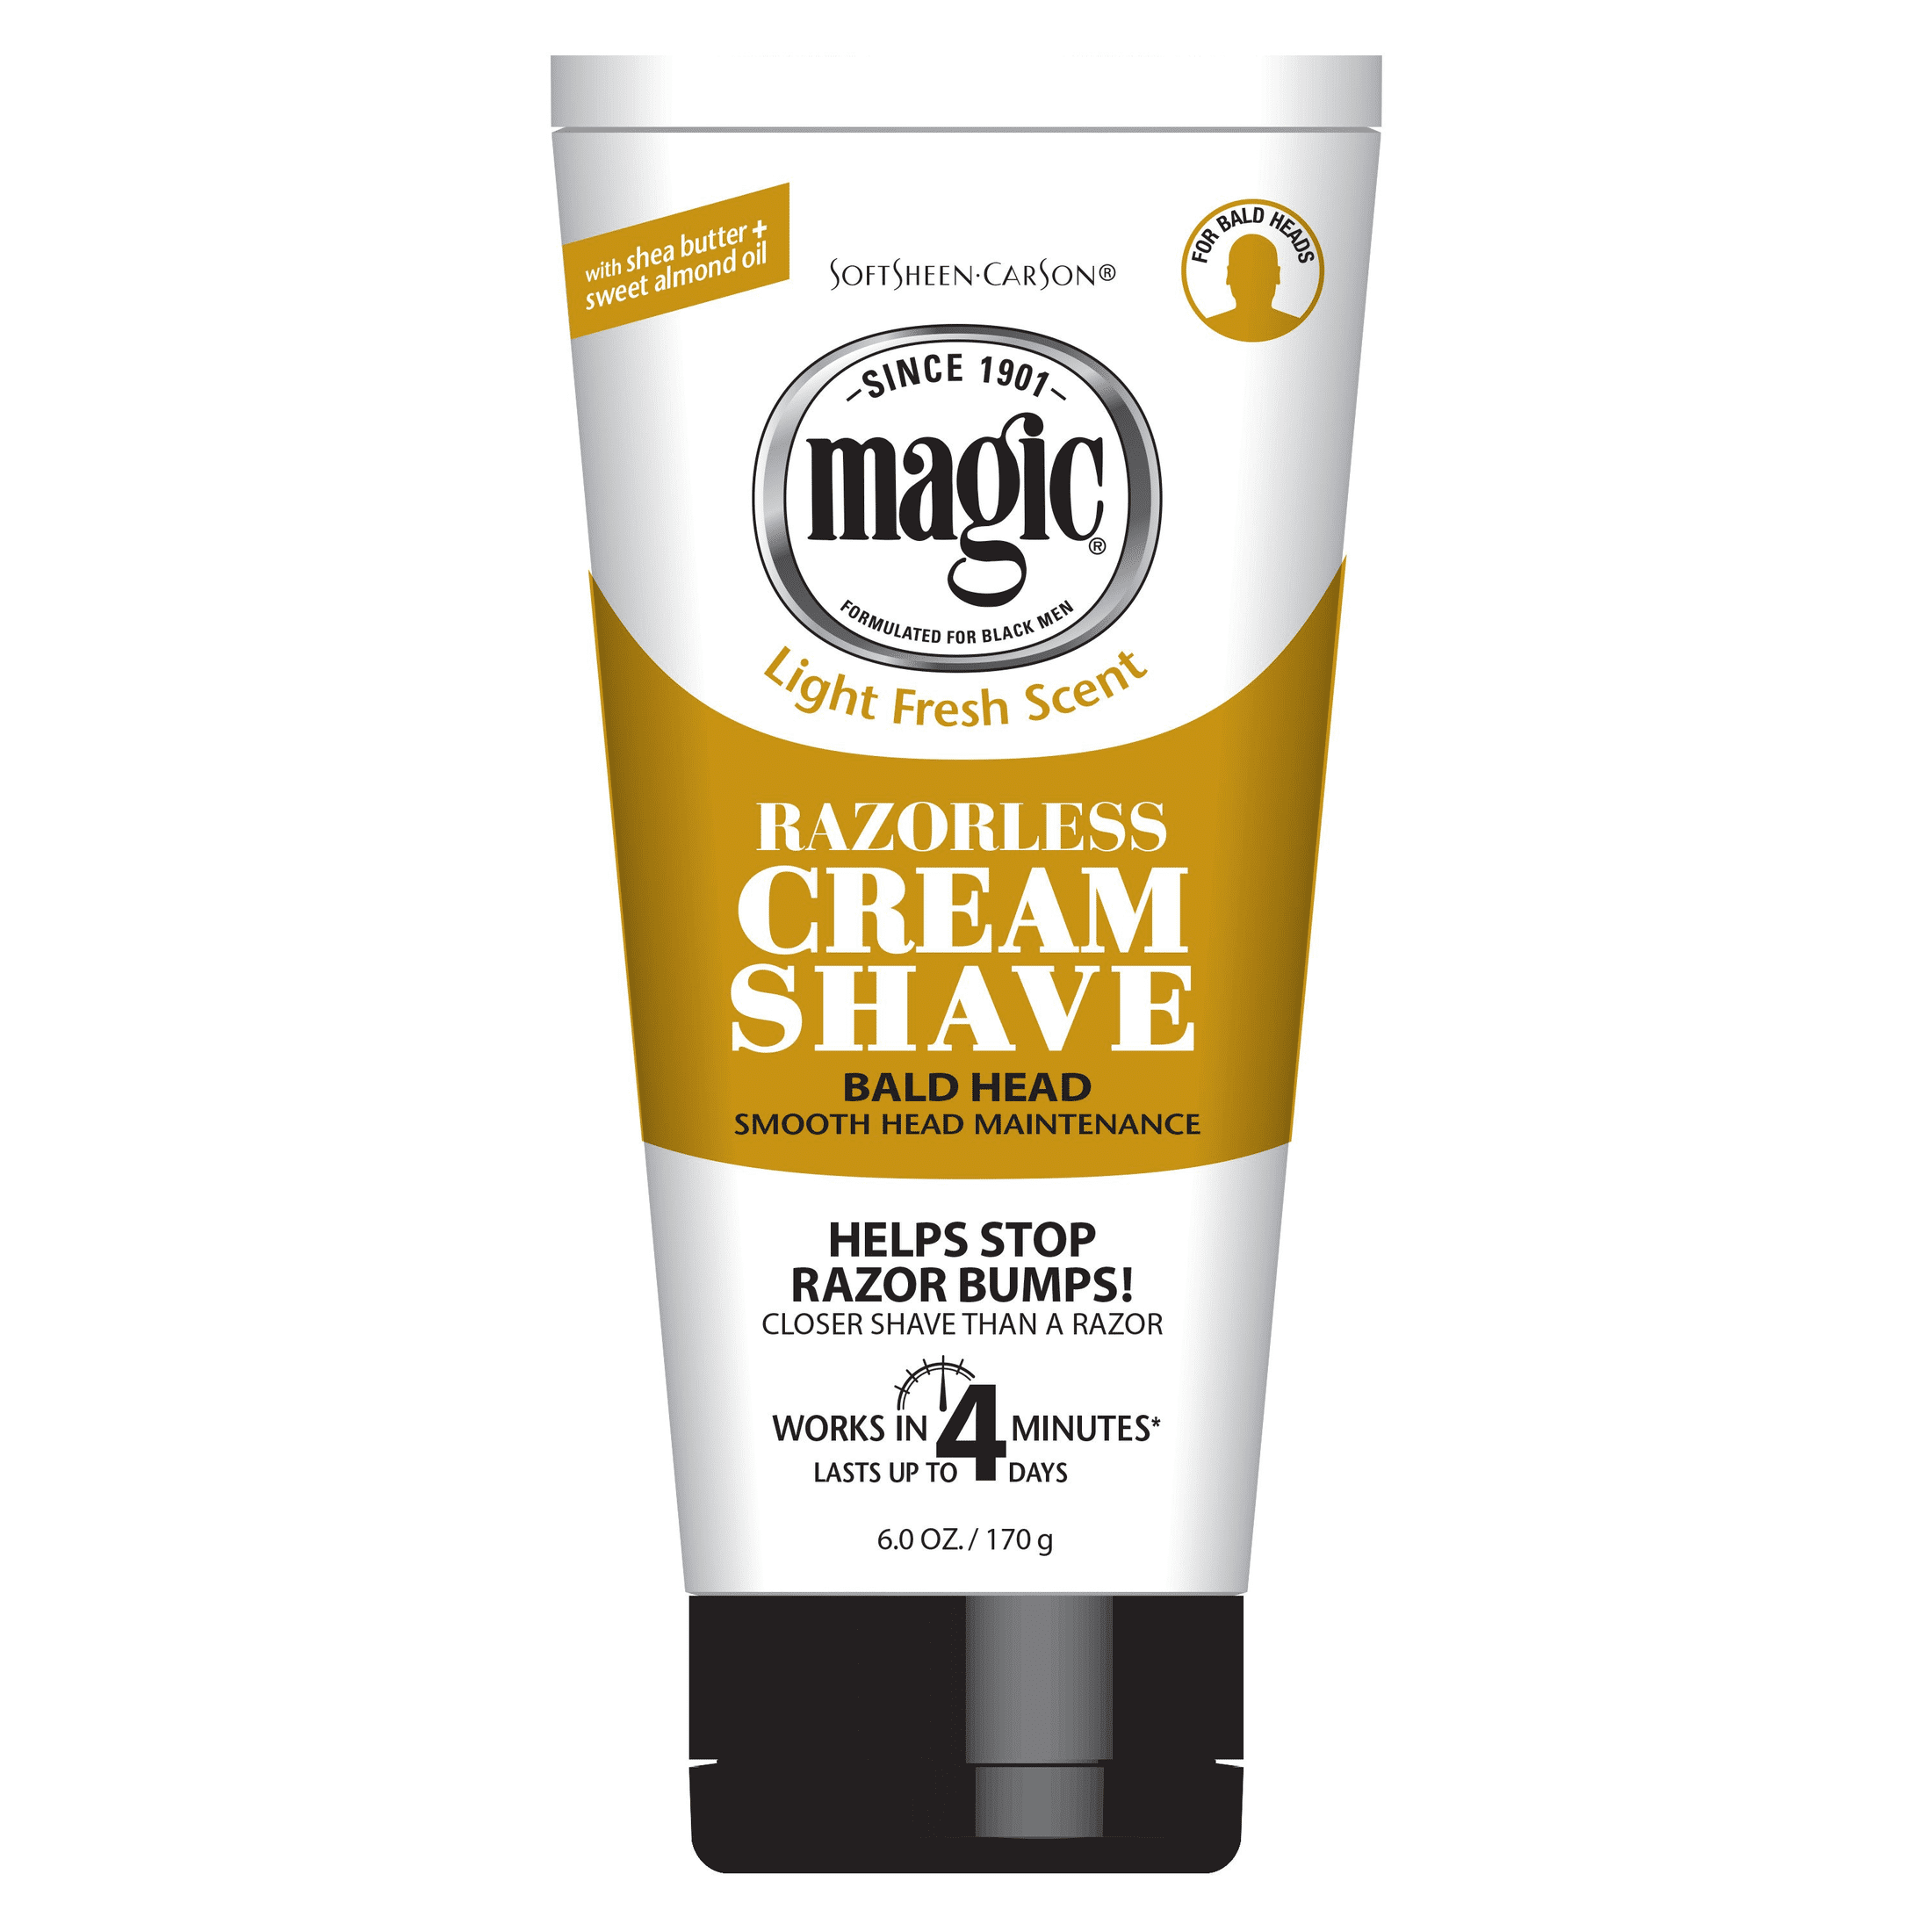 with shea butter +
sweet almond oil
SOFTSHEEN·CARSON®
FOR BALD HEADS
-SINCE 1901-
magic®
FORMULATED FOR BLACK MEN
Light Fresh Scent
RAZORLESS
CREAM
SHAVE
BALD HEAD
SMOOTH HEAD MAINTENANCE
HELPS STOP
RAZOR BUMPS!
CLOSER SHAVE THAN A RAZOR
WORKS IN 4 MINUTES*
LASTS UP TO 4 DAYS
6.0 OZ. / 170 g